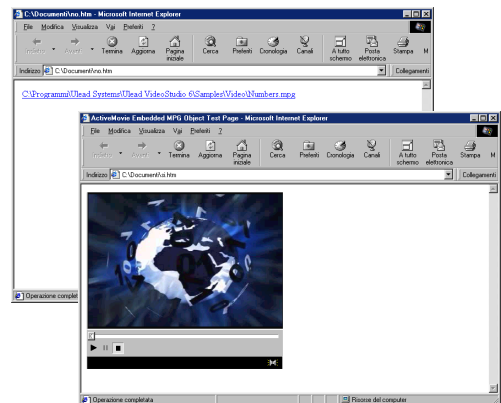 C:\Documenti\no.htm - Microsoft Internet Explorer
File Modifica Visualizza Vai Preferiti ?
Indietro Avanti Termina Aggiorna Pagina iniziale Cerca Preferiti Cronologia Canali A tutto schermo Posta elettronica Stampa M
Indirizzo C:\Documenti\no.htm Collegamenti
C:\Programmi\Ulead Systems\Ulead VideoStudio 6\Samples\Video\Numbers.mpg
Operazione complet
ActiveMovie Embedded MPG Object Test Page - Microsoft Internet Explorer
File Modifica Visualizza Vai Preferiti ?
Indietro Avanti Termina Aggiorna Pagina iniziale Cerca Preferiti Cronologia Canali A tutto schermo Posta elettronica Stampa M
Indirizzo C:\Documenti\si.htm Collegamenti
Operazione completata Risorse del computer